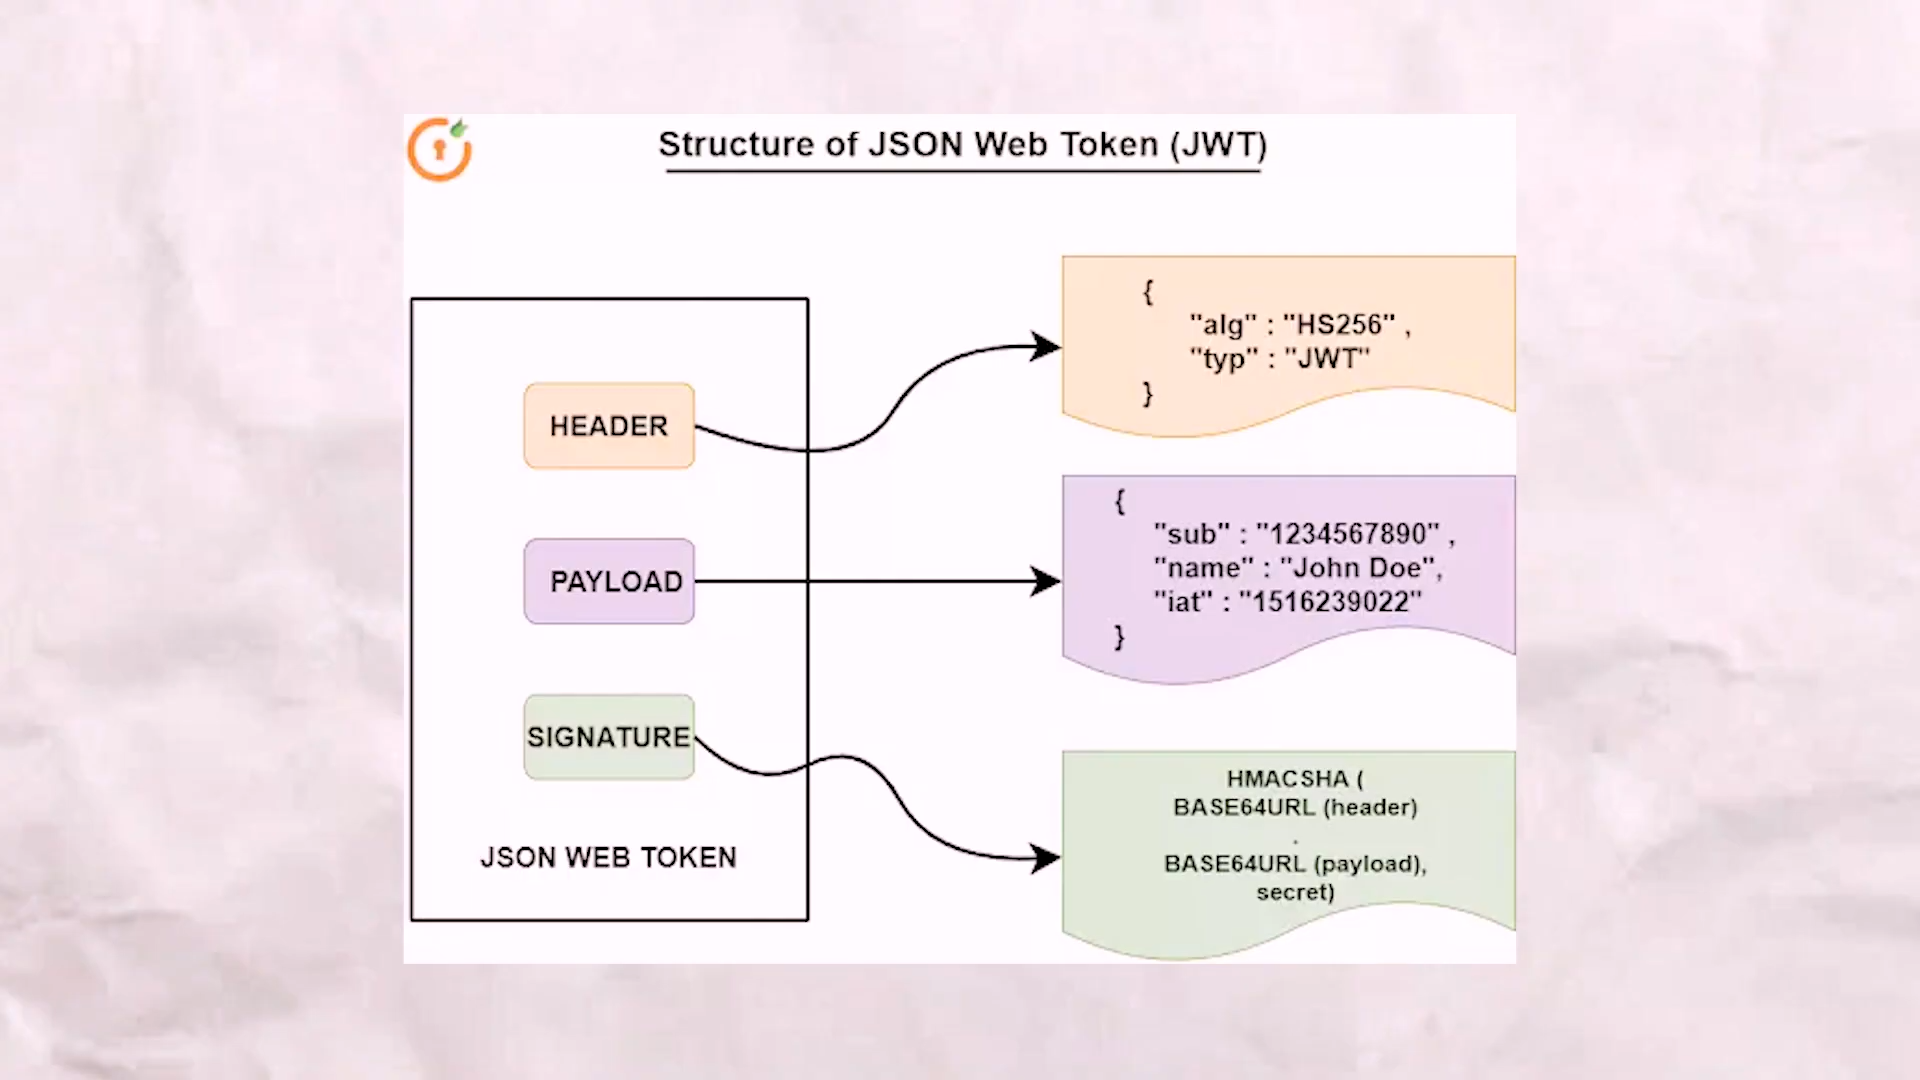 Structure of JSON Web Token (JWT)
{
"alg" : "HS256" ,
"typ" : "JWT"
}
HEADER
{
"sub" : "1234567890" ,
"name" : "John Doe",
"iat" : "1516239022"
}
PAYLOAD
SIGNATURE
HMACSHA (
BASE64URL (header)
.
BASE64URL (payload),
secret)
JSON WEB TOKEN